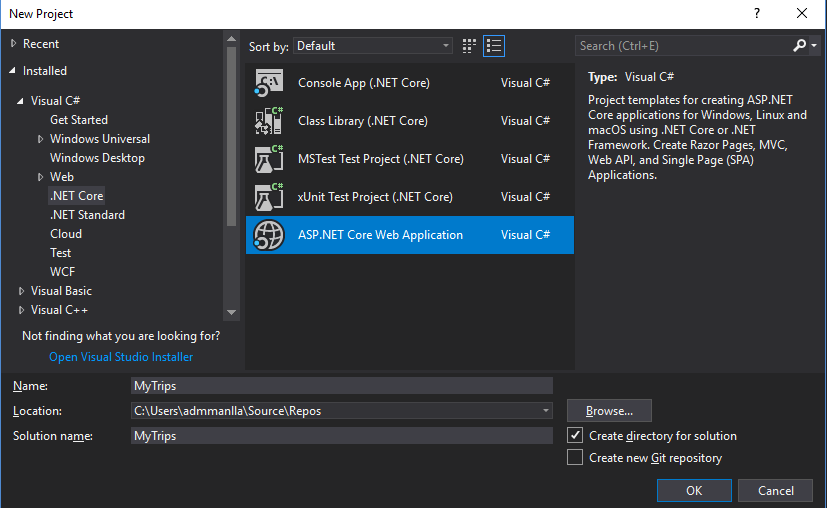 New Project
?
Recent
Installed
Visual C#
Get Started
Windows Universal
Windows Desktop
Web
.NET Core
.NET Standard
Cloud
Test
WCF
Visual Basic
Visual C++
Not finding what you are looking for?
Open Visual Studio Installer
Sort by: Default
C:\
Console App (.NET Core) Visual C#
C#
Class Library (.NET Core) Visual C#
C#
MSTest Test Project (.NET Core) Visual C#
C#
xUnit Test Project (.NET Core) Visual C#
ASP.NET Core Web Application Visual C#
Search (Ctrl+E)
Type: Visual C#
Project templates for creating ASP.NET
Core applications for Windows, Linux and
macOS using .NET Core or .NET
Framework. Create Razor Pages, MVC,
Web API, and Single Page (SPA)
Applications.
Name: MyTrips
Location: C:\Users\admmanlla\Source\Repos
Browse...
Solution name: MyTrips
Create directory for solution
Create new Git repository
OK
Cancel